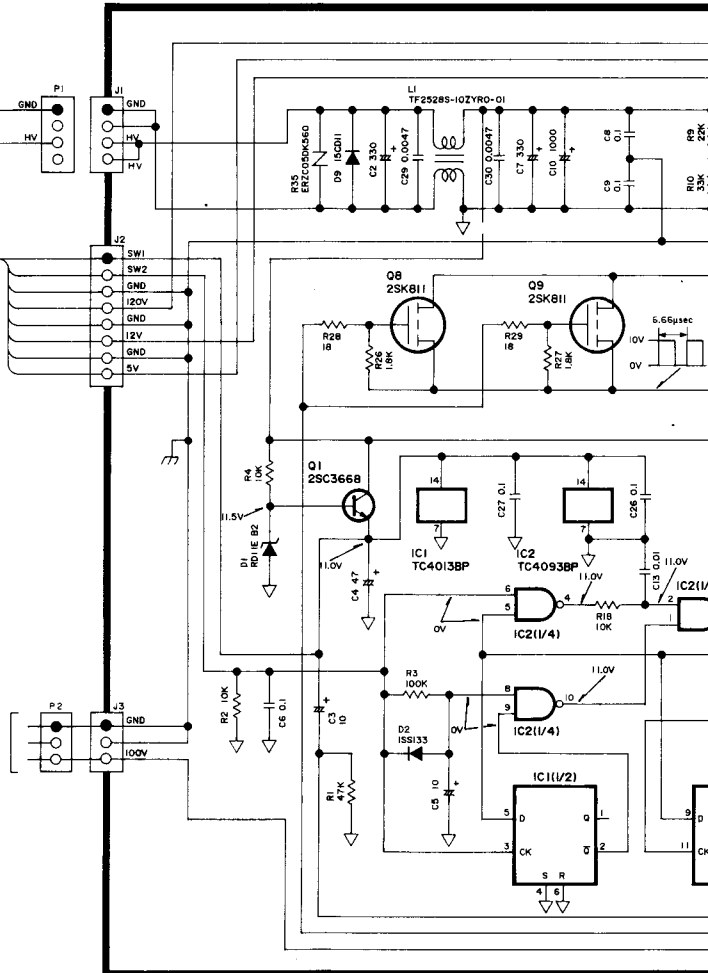 P1
J1
GND
GND
HV
HV
HV
L1
TF2528S-10ZYR0-01
R35
ERZC05DK560
D9 15CD11
C2 330
+
C29 0.0047
C30 0.0047
C7 330
+
C10 1000
+
C8
0.1
C9
0.1
R9
22K
R10
33K
J2
SW1
SW2
GND
120V
GND
12V
GND
5V
Q8
2SK811
Q9
2SK811
R28
18
R26
1.8K
R29
18
R27
1.8K
6.66μsec
10V
0V
R4
10K
Q1
2SC3668
11.5V
D1
RD11E B2
11.0V
C4 47
+
14
7
IC1
TC4013BP
C27 0.1
14
7
IC2
TC4093BP
C26 0.1
C13 0.01
11.0V
11.0V
6
5
4
0V
IC2(1/4)
R18
10K
2
1
IC2(1/
R2 10K
C6 0.1
C3
10
+
R3
100K
D2
1SS133
0V
8
9
10
11.0V
IC2(1/4)
P2
J3
GND
100V
R1
47K
C5 10
+
IC1(1/2)
5
D
Q
1
3
CK
Q
2
S
R
4
6
9
D
11
CK